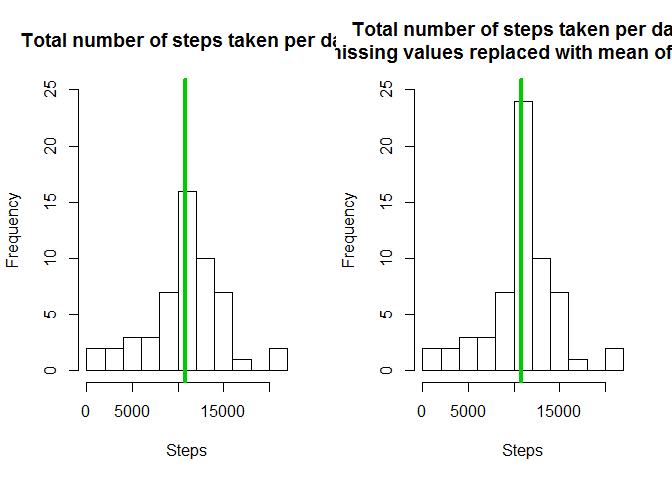 Total number of steps taken per da
Frequency
0 5 10 15 20 25
0 5000 15000
Steps
Total number of steps taken per da
missing values replaced with mean of
Frequency
0 5 10 15 20 25
0 5000 15000
Steps